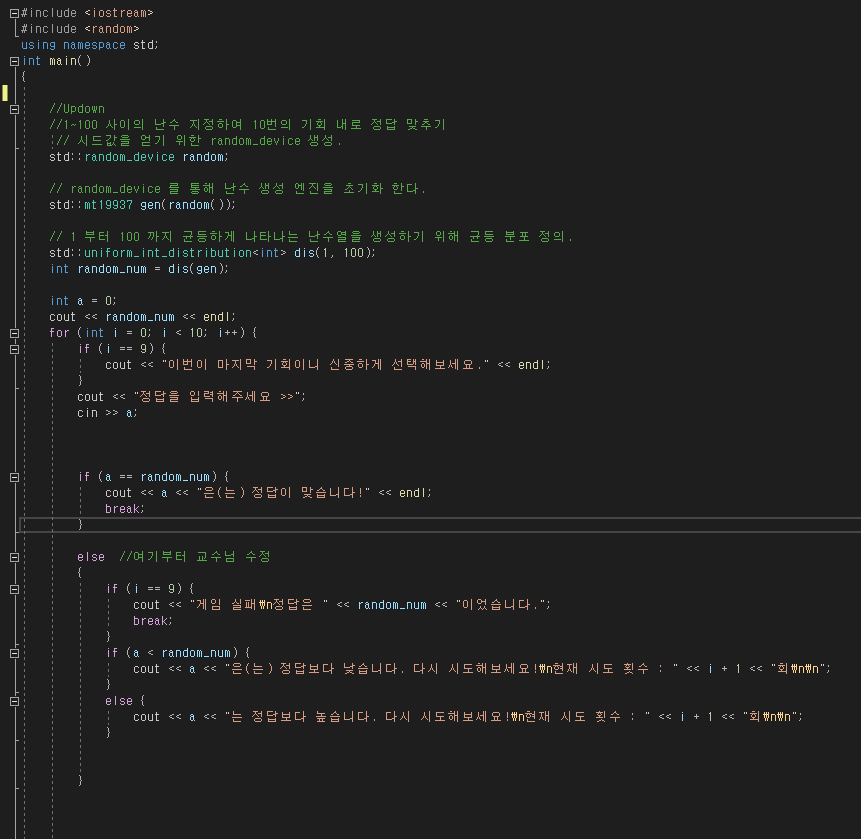 #include <iostream>
#include <random>
using namespace std;
int main()
{
//Updown
//1~100 사이의 난수 지정하여 10번의 기회 내로 정답 맞추기
// 시드값을 얻기 위한 random_device 생성.
std::random_device random;
// random_device 를 통해 난수 생성 엔진을 초기화 한다.
std::mt19937 gen(random());
// 1 부터 100 까지 균등하게 나타나는 난수열을 생성하기 위해 균등 분포 정의.
std::uniform_int_distribution<int> dis(1, 100);
int random_num = dis(gen);
int a = 0;
cout << random_num << endl;
for (int i = 0; i < 10; i++) {
if (i == 9) {
cout << "이번이 마지막 기회이니 신중하게 선택해보세요." << endl;
}
cout << "정답을 입력해주세요 >>";
cin >> a;
if (a == random_num) {
cout << a << "은(는) 정답이 맞습니다!" << endl;
break;
}
else //여기부터 교수님 수정
{
if (i == 9) {
cout << "게임 실패₩n정답은 " << random_num << "이었습니다.";
break;
}
if (a < random_num) {
cout << a << "은(는) 정답보다 낮습니다. 다시 시도해보세요!₩n현재 시도 횟수 : " << i + 1 << "회₩n₩n";
}
else {
cout << a << "는 정답보다 높습니다. 다시 시도해보세요!₩n현재 시도 횟수 : " << i + 1 << "회₩n₩n";
}
}